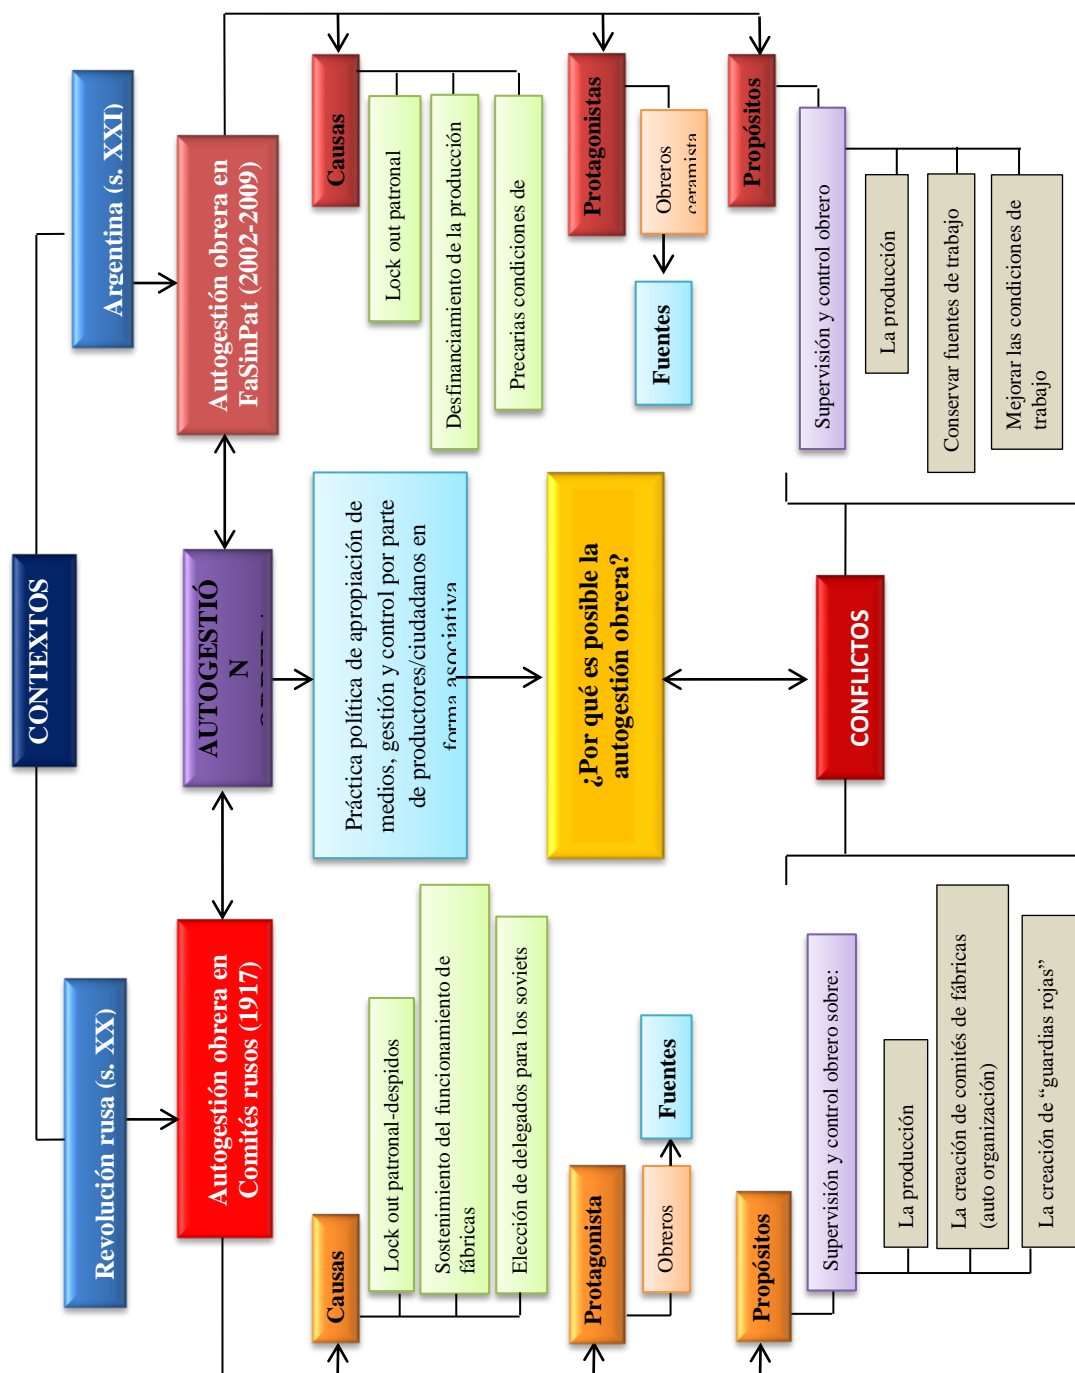 CONTEXTOS
Revolución rusa (s. XX)
Argentina (s. XXI)
Autogestión obrera en
Comités rusos (1917)
AUTOGESTIÓ
N
Autogestión obrera en
FaSinPat (2002-2009)
Causas
Lock out patronal-despidos
Sostenimiento del funcionamiento de
fábricas
Elección de delegados para los soviets
Práctica política de apropiación de
medios, gestión y control por parte
de productores/ciudadanos en
forma asociativa
Causas
Lock out patronal
Desfinanciamiento de la producción
Precarias condiciones de
Protagonista
Obreros
Fuentes
¿Por qué es posible la
autogestión obrera?
Protagonistas
Obreros
ceramista
Fuentes
Propósitos
Supervisión y control obrero sobre:
La producción
La creación de comités de fábricas
(auto organización)
La creación de “guardias rojas”
CONFLICTOS
Propósitos
Supervisión y control obrero
La producción
Conservar fuentes de trabajo
Mejorar las condiciones de
trabajo